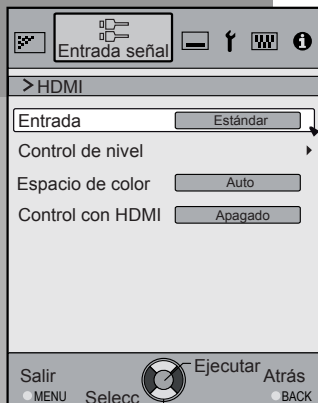 Entrada señal
>HDMI
Entrada Estándar
Control de nivel
Espacio de color Auto
Control con HDMI Apagado
Salir Ejecutar Atrás
MENU Selecc BACK